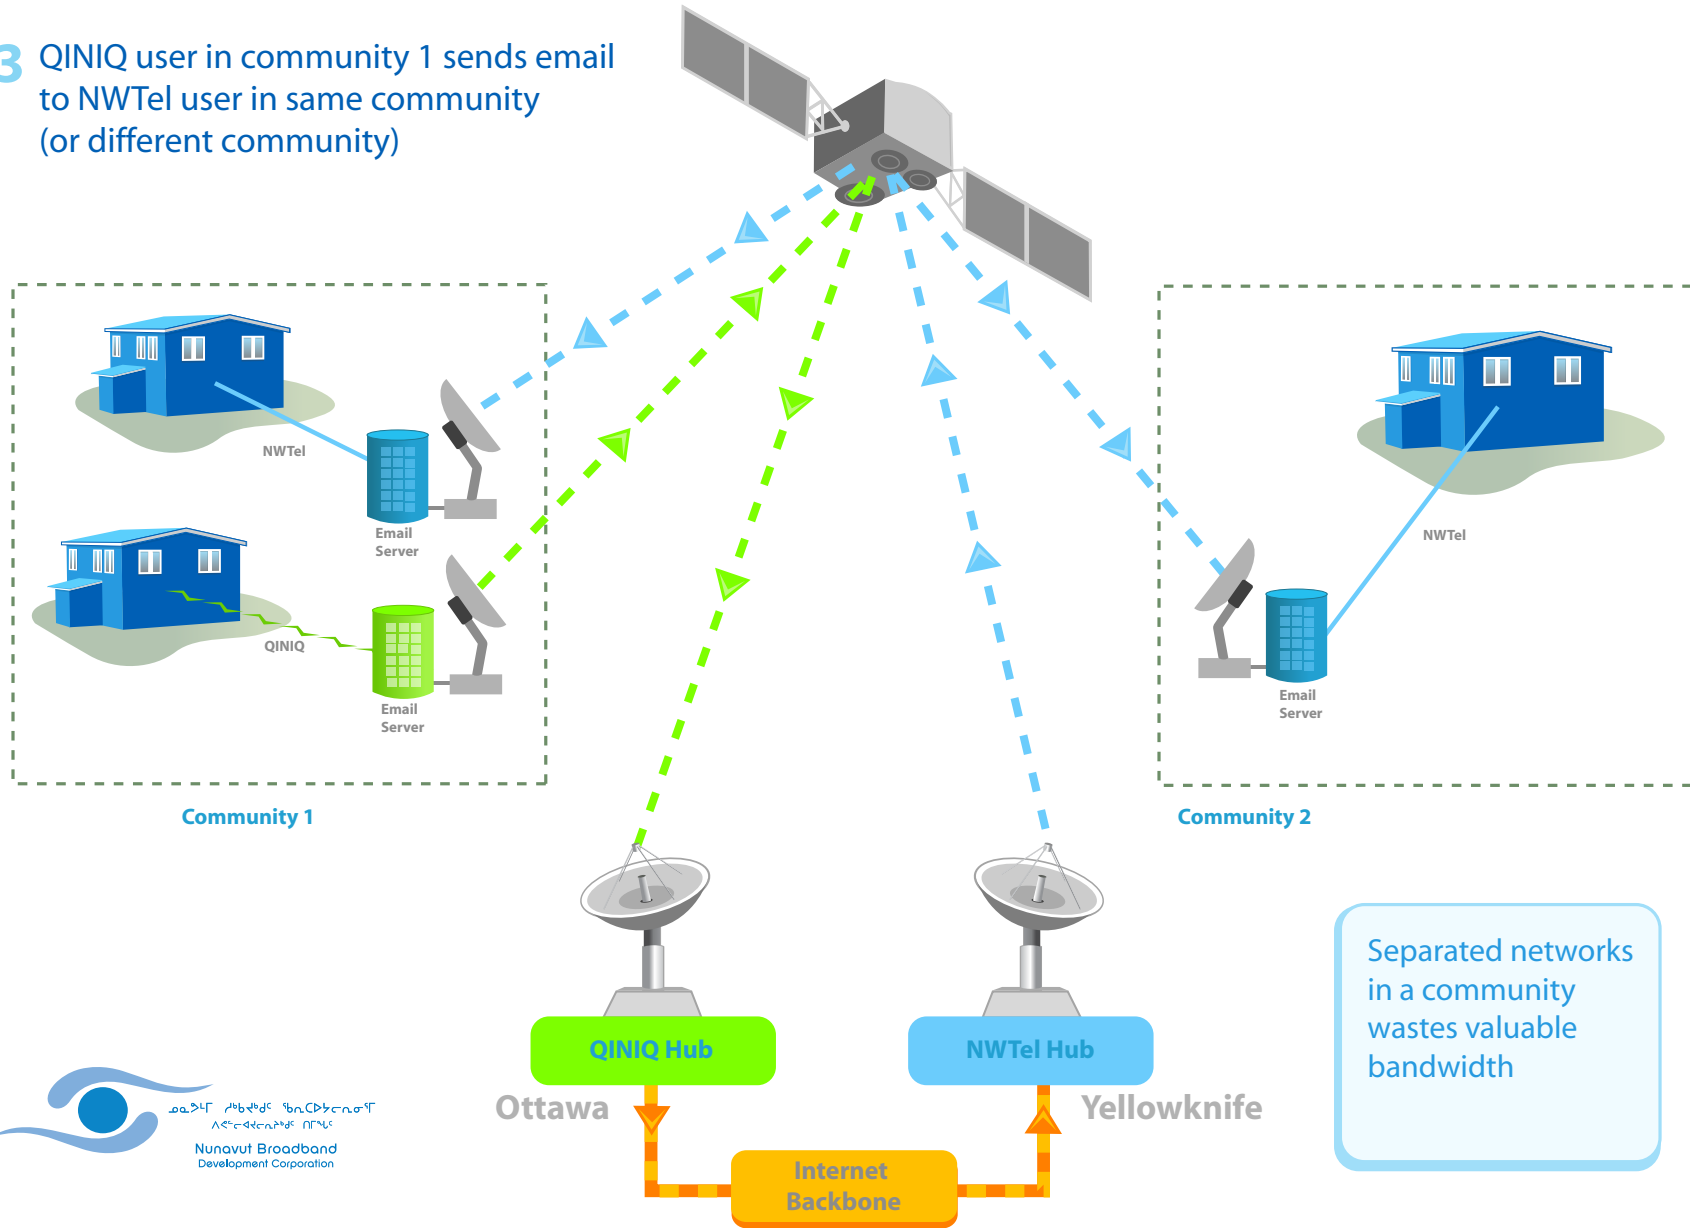 3 QINIQ user in community 1 sends email
to NWTel user in same community
(or different community)
NWTel
Email
Server
QINIQ
Email
Server
Community 1
NWTel
Email
Server
Community 2
QINIQ Hub
NWTel Hub
Ottawa
Yellowknife
Internet
Backbone
Separated networks
in a community
wastes valuable
bandwidth
Nunavut Broadband
Development Corporation